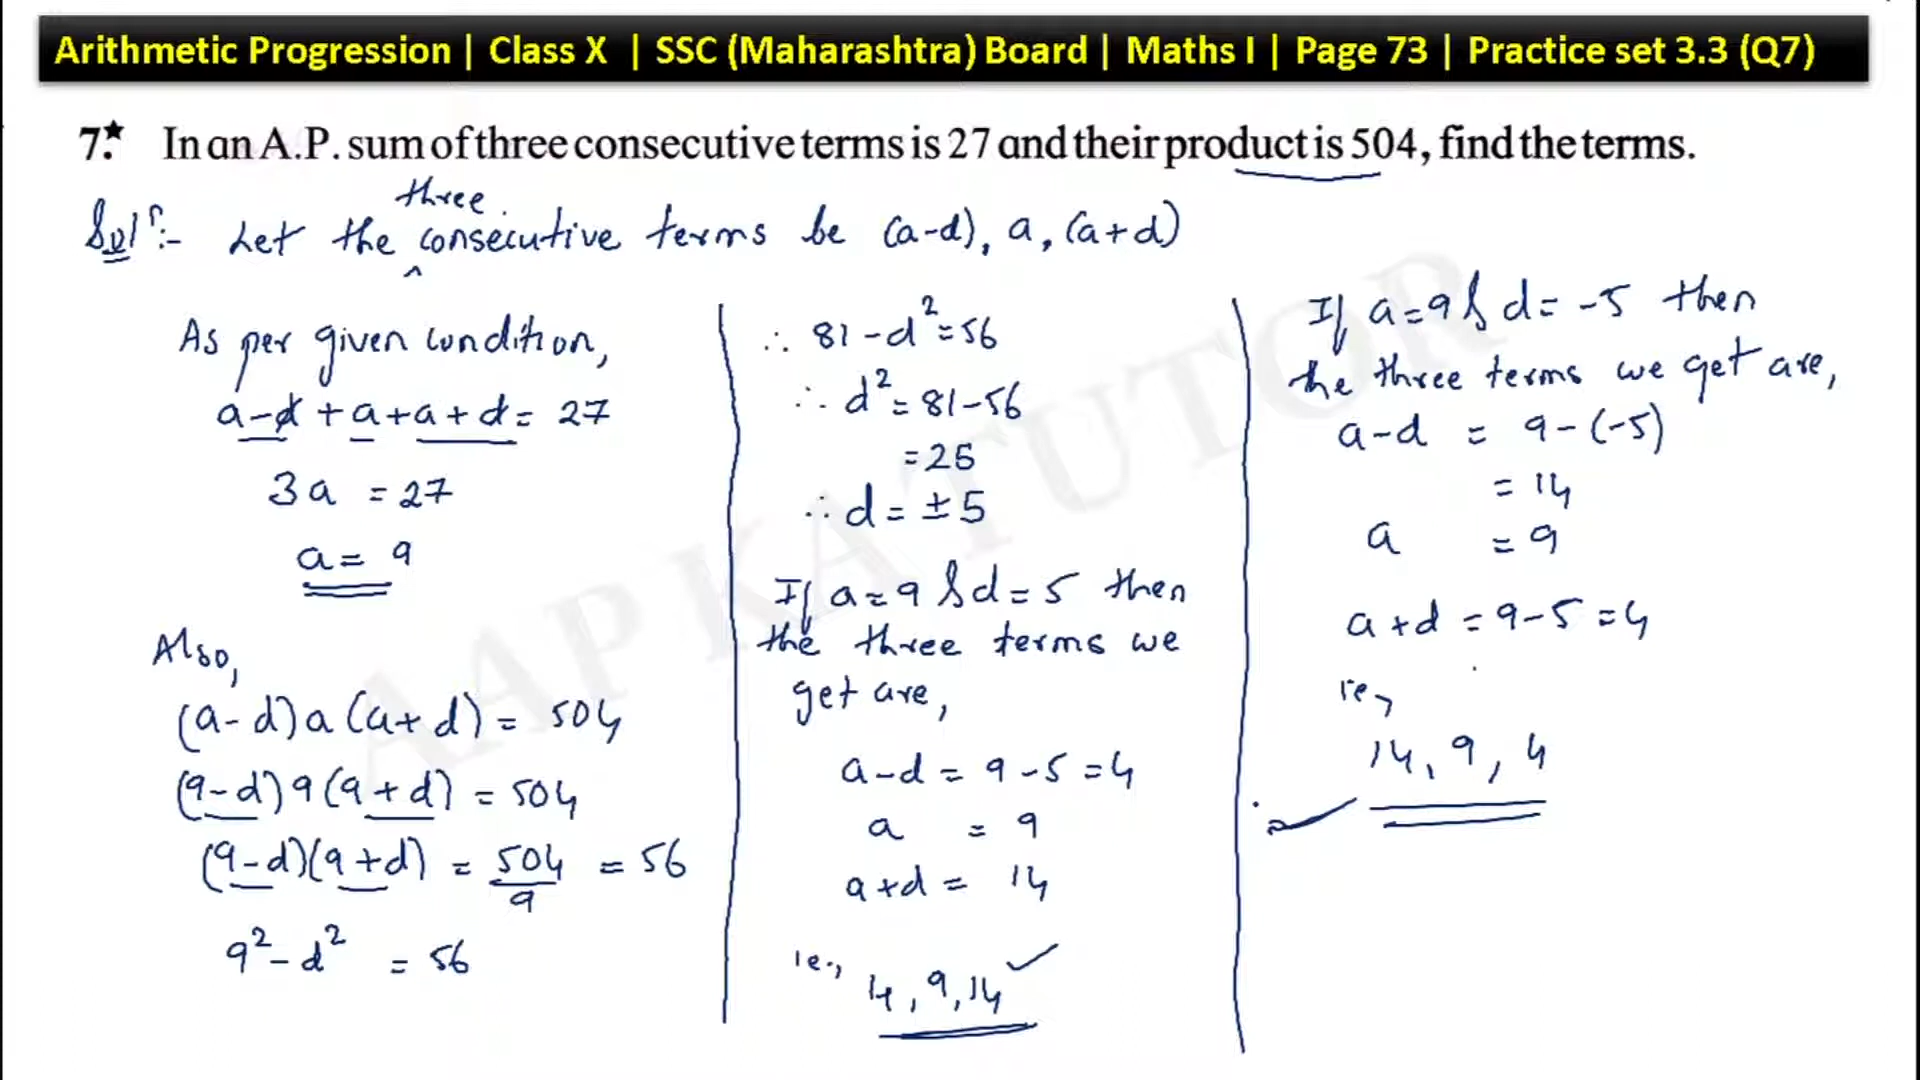 Arithmetic Progression | Class X | SSC (Maharashtra) Board | Maths I | Page 73 | Practice set 3.3 (Q7)
7.★ In an A.P. sum of three consecutive terms is 27 and their product is 504, find the terms.
three
Solⁿ:- Let the ^ consecutive terms be (a-d), a, (a+d)
As per given condition,
a-d + a + a + d = 27
3a = 27
a = 9
Also,
(a-d) a (a+d) = 504
(9-d) 9 (9+d) = 504
(9-d)(9+d) = 504/9 = 56
9² - d² = 56
∴ 81 - d² = 56
∴ d² = 81 - 56
= 25
∴ d = ± 5
If a = 9 & d = 5 then
the three terms we
get are,
a-d = 9 - 5 = 4
a = 9
a+d = 14
ie.,
4, 9, 14 ✓
If a = 9 & d = -5 then
the three terms we get are,
a-d = 9 - (-5)
= 14
a = 9
a+d = 9-5 = 4
ie,
14, 9, 4
AAP KA TUTOR